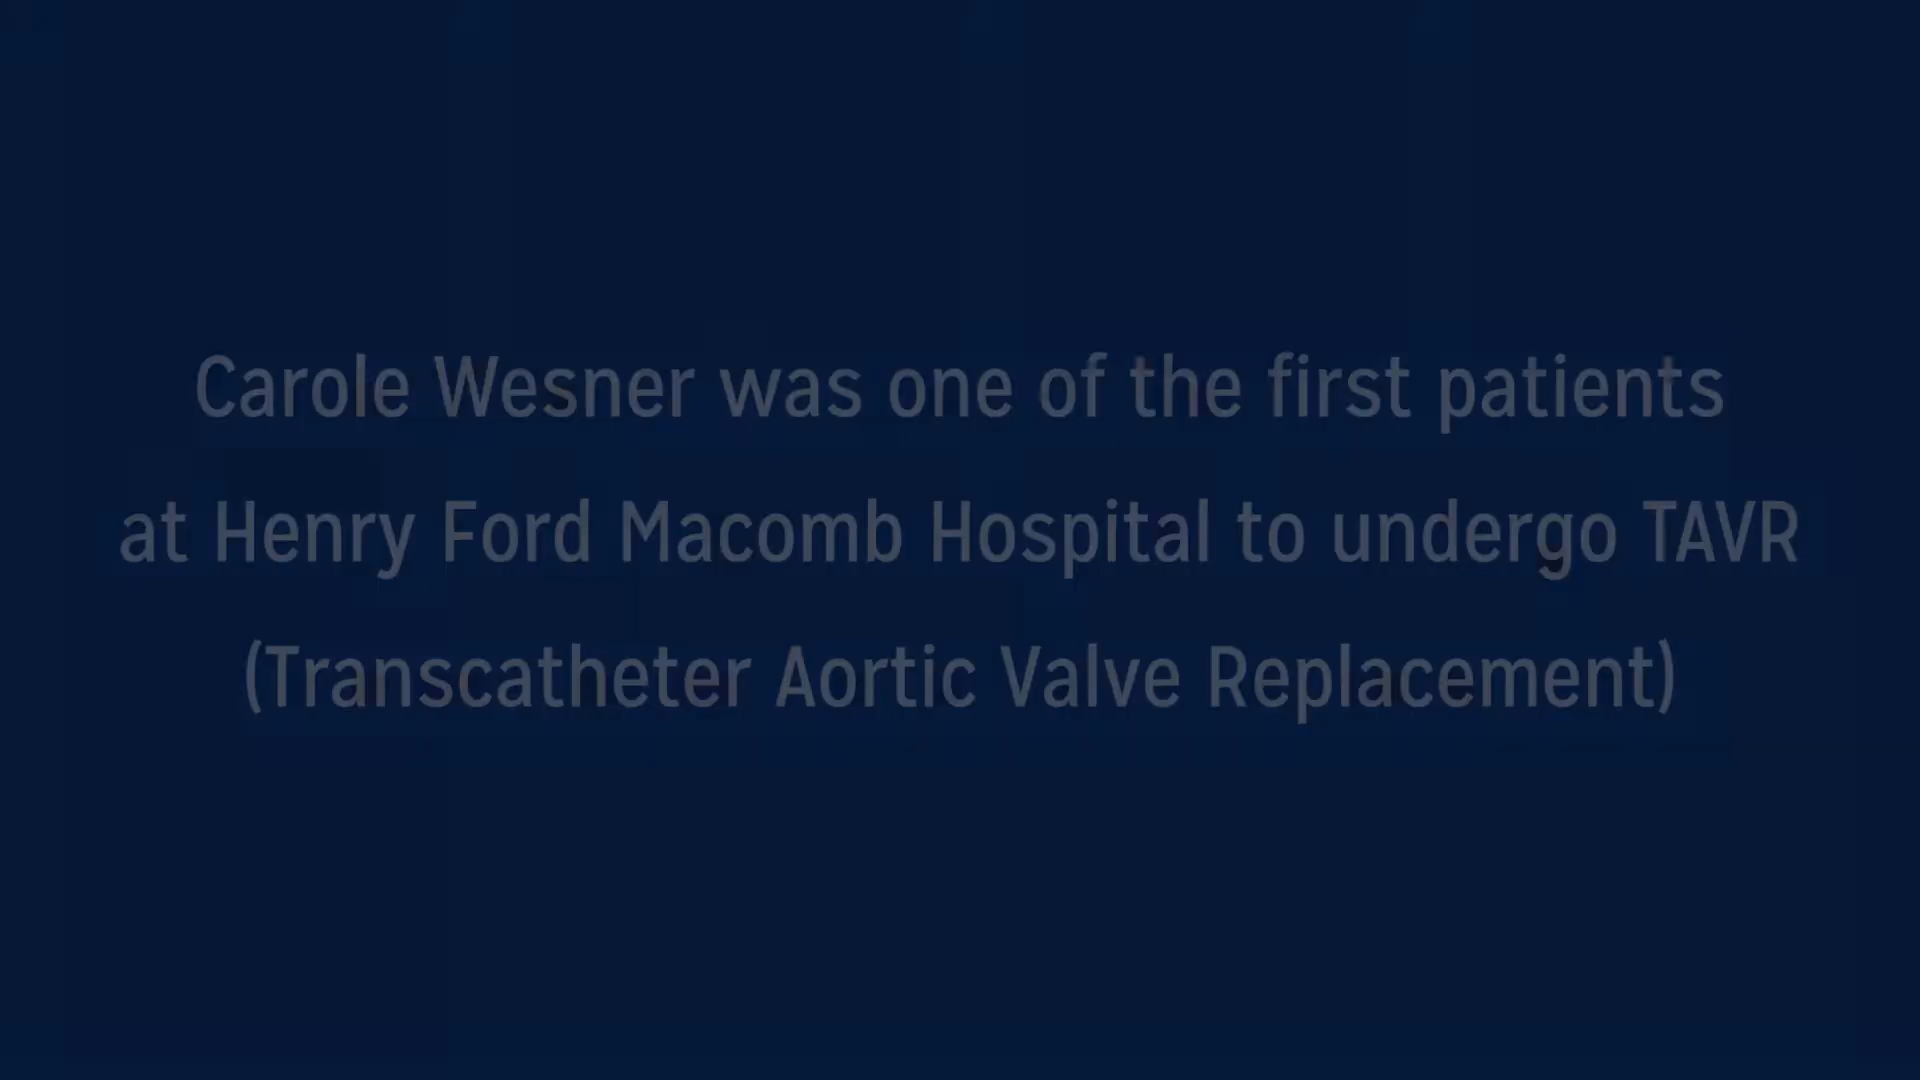 Carole Wesner was one of the first patients
at Henry Ford Macomb Hospital to undergo TAVR
(Transcatheter Aortic Valve Replacement)